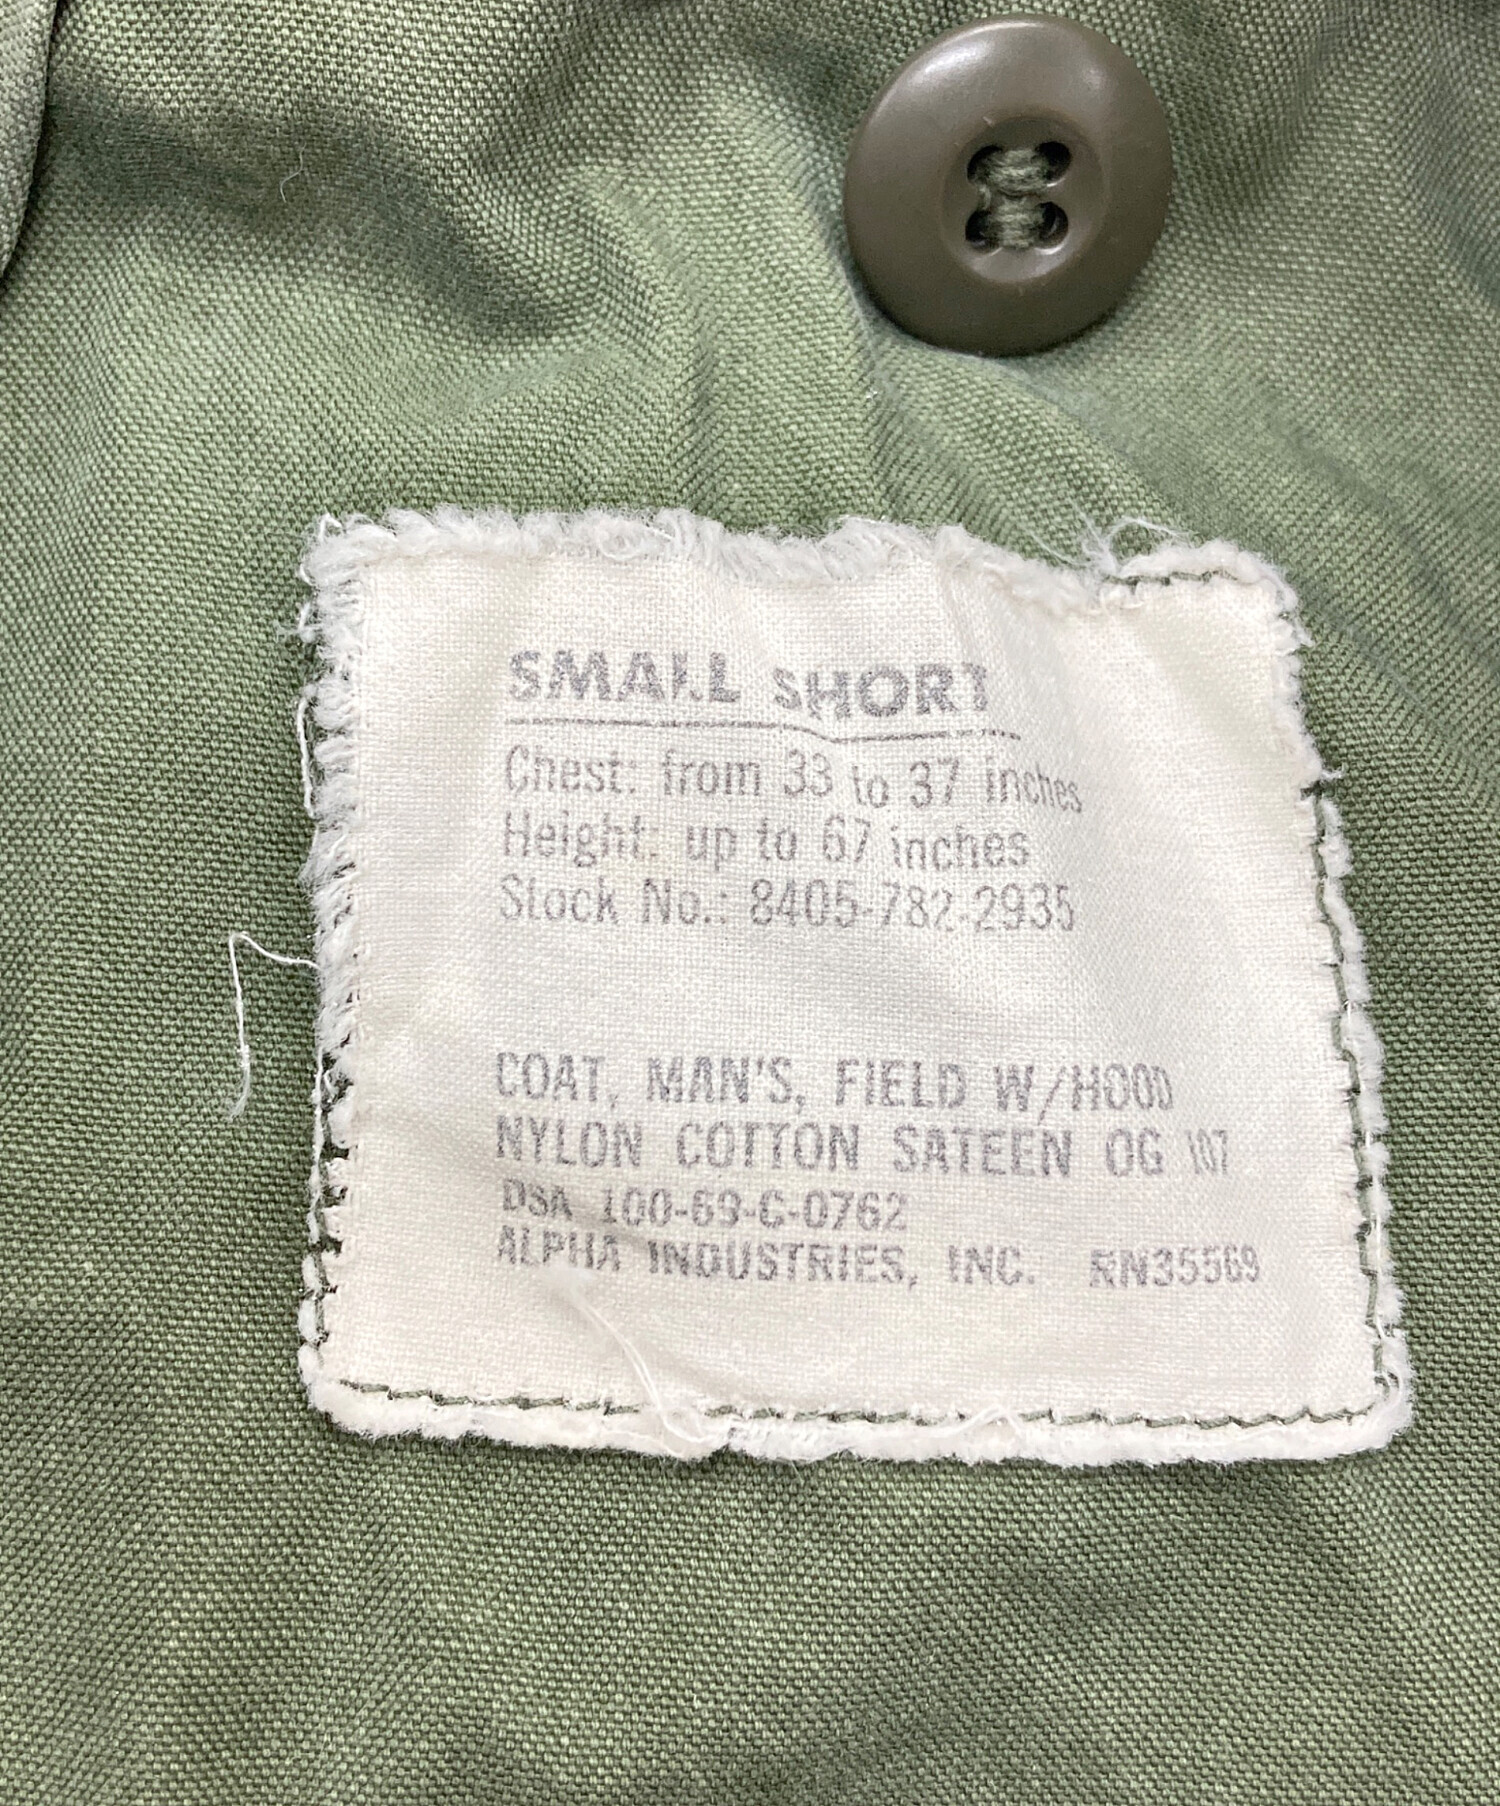 SMALL SHORT
Chest: from 33 to 37 inches
Height: up to 67 inches
Stock No.: 8405-782-2935
COAT, MAN'S, FIELD W/HOOD
NYLON COTTON SATEEN OG 107
DSA 100-69-C-0762
ALPHA INDUSTRIES, INC. RN35569